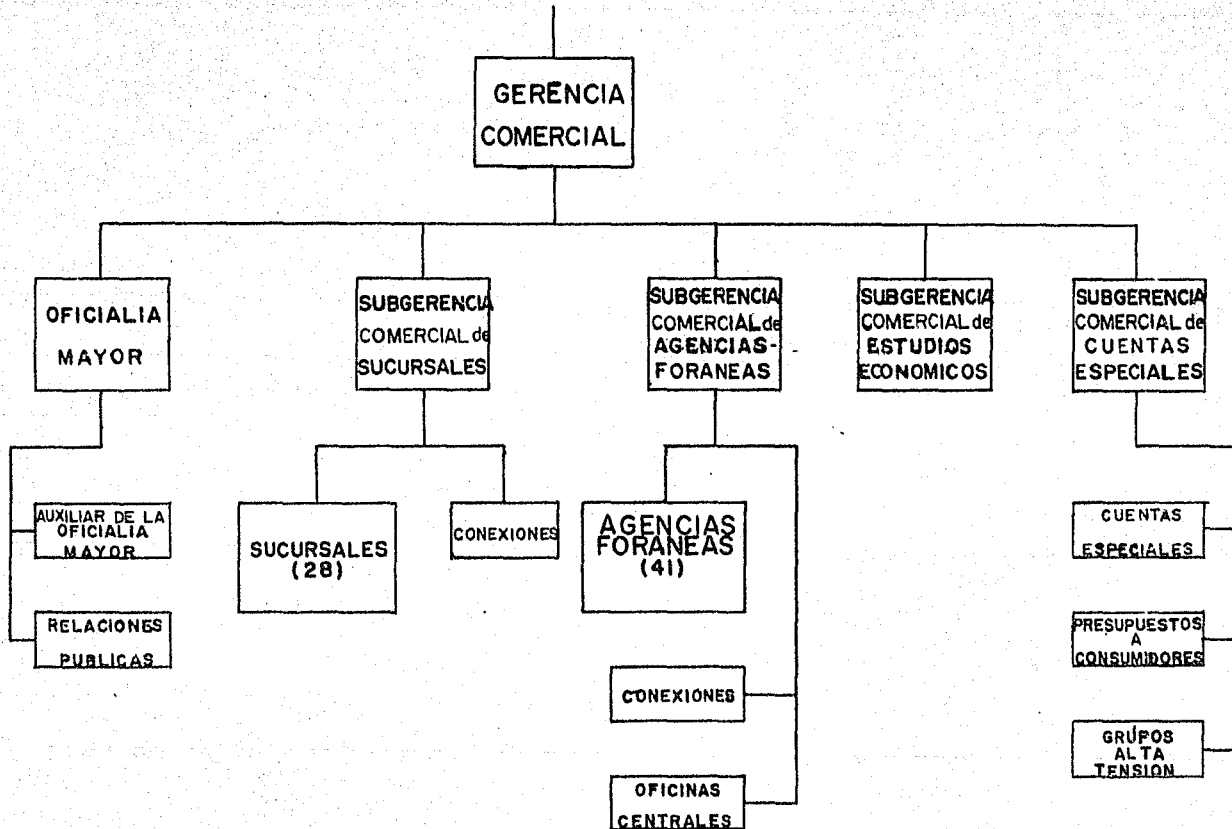 GERENCIA
COMERCIAL
OFICIALIA
MAYOR
SUBGERENCIA
COMERCIAL de
SUCURSALES
SUBGERENCIA
COMERCIAL de
AGENCIAS-
FORANEAS
SUBGERENCIA
COMERCIAL de
ESTUDIOS
ECONOMICOS
SUBGERENCIA
COMERCIAL de
CUENTAS
ESPECIALES
AUXILIAR DE LA
OFICIALIA
MAYOR
RELACIONES
PUBLICAS
SUCURSALES
(28)
CONEXIONES
AGENCIAS
FORANEAS
(41)
CONEXIONES
OFICINAS
CENTRALES
CUENTAS
ESPECIALES
PRESUPUESTOS
A
CONSUMIDORES
GRUPOS
ALTA
TENSION